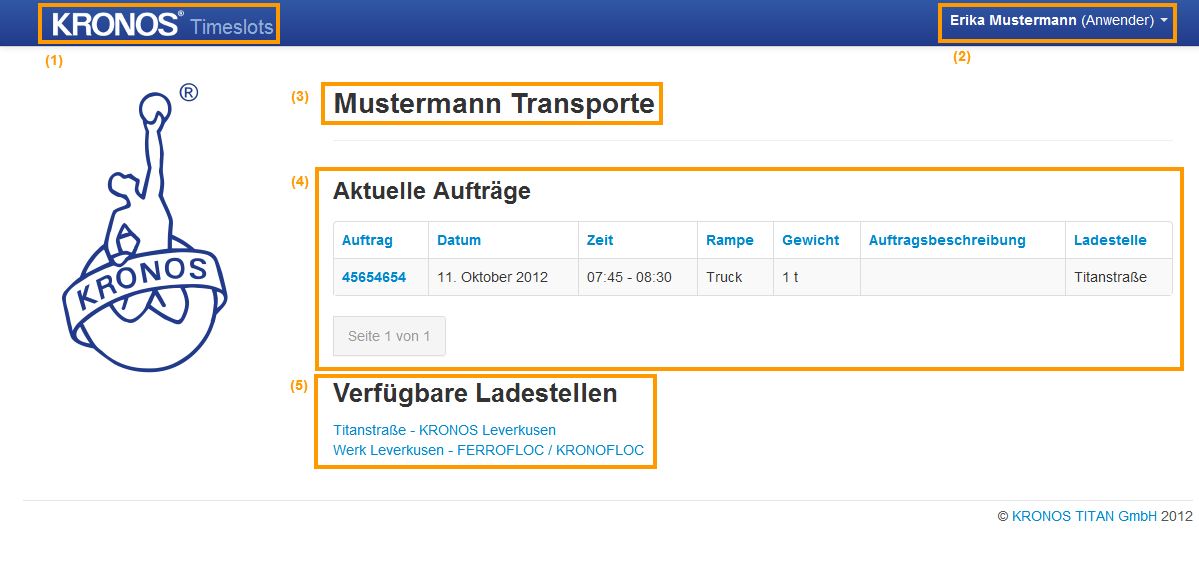 KRONOS® Timeslots
Erika Mustermann (Anwender)
(1)
(2)
®
(3)
Mustermann Transporte
KRONOS
(4)
Aktuelle Aufträge
Auftrag Datum Zeit Rampe Gewicht Auftragsbeschreibung Ladestelle
45654654 11. Oktober 2012 07:45 - 08:30 Truck 1 t Titanstraße
Seite 1 von 1
(5)
Verfügbare Ladestellen
Titanstraße - KRONOS Leverkusen
Werk Leverkusen - FERROFLOC / KRONOFLOC
© KRONOS TITAN GmbH 2012